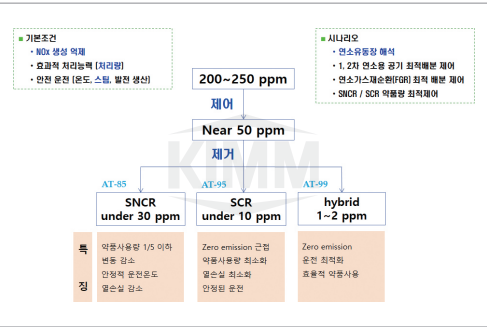 ■ 기본조건
· NOx 생성 억제
· 효과적 처리능력 [처리량]
· 안전 운전 [온도, 스팀, 발전 생산]
■ 시나리오
· 연소유동장 해석
· 1, 2차 연소용 공기 최적배분 제어
· 연소가스재순환(FGR) 최적 배분 제어
· SNCR / SCR 약품량 최적제어
200~250 ppm
제어
Near 50 ppm
제거
KIMM
AT-85
AT-95
AT-99
SNCR
under 30 ppm
SCR
under 10 ppm
hybrid
1~2 ppm
특
징
약품사용량 1/5 이하
변동 감소
안정적 운전온도
열손실 감소
Zero emission 근접
약품사용량 최소화
열손실 최소화
안정된 운전
Zero emission
운전 최적화
효율적 약품사용